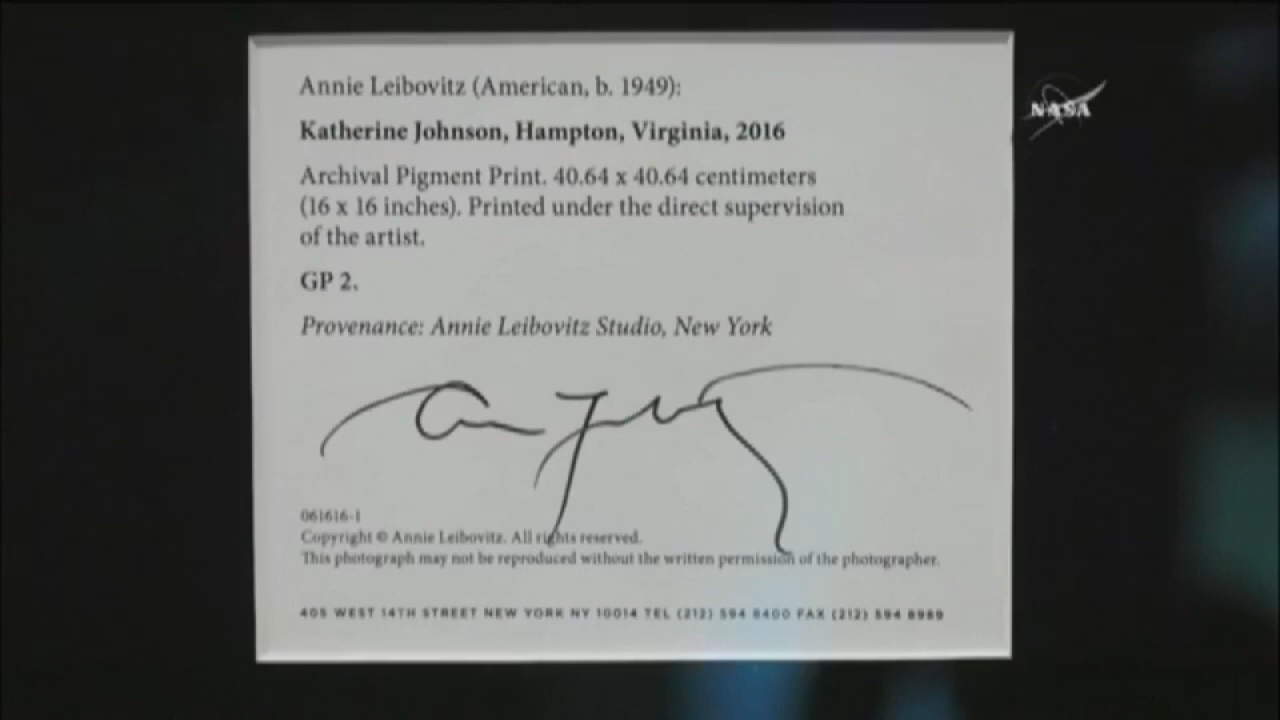 Annie Leibovitz (American, b. 1949):
Katherine Johnson, Hampton, Virginia, 2016
Archival Pigment Print. 40.64 x 40.64 centimeters
(16 x 16 inches). Printed under the direct supervision
of the artist.
GP 2.
Provenance: Annie Leibovitz Studio, New York
061616-1
Copyright © Annie Leibovitz. All rights reserved.
This photograph may not be reproduced without the written permission of the photographer.
405 WEST 14TH STREET NEW YORK NY 10014 TEL (212) 594 8400 FAX (212) 594 8989
NASA